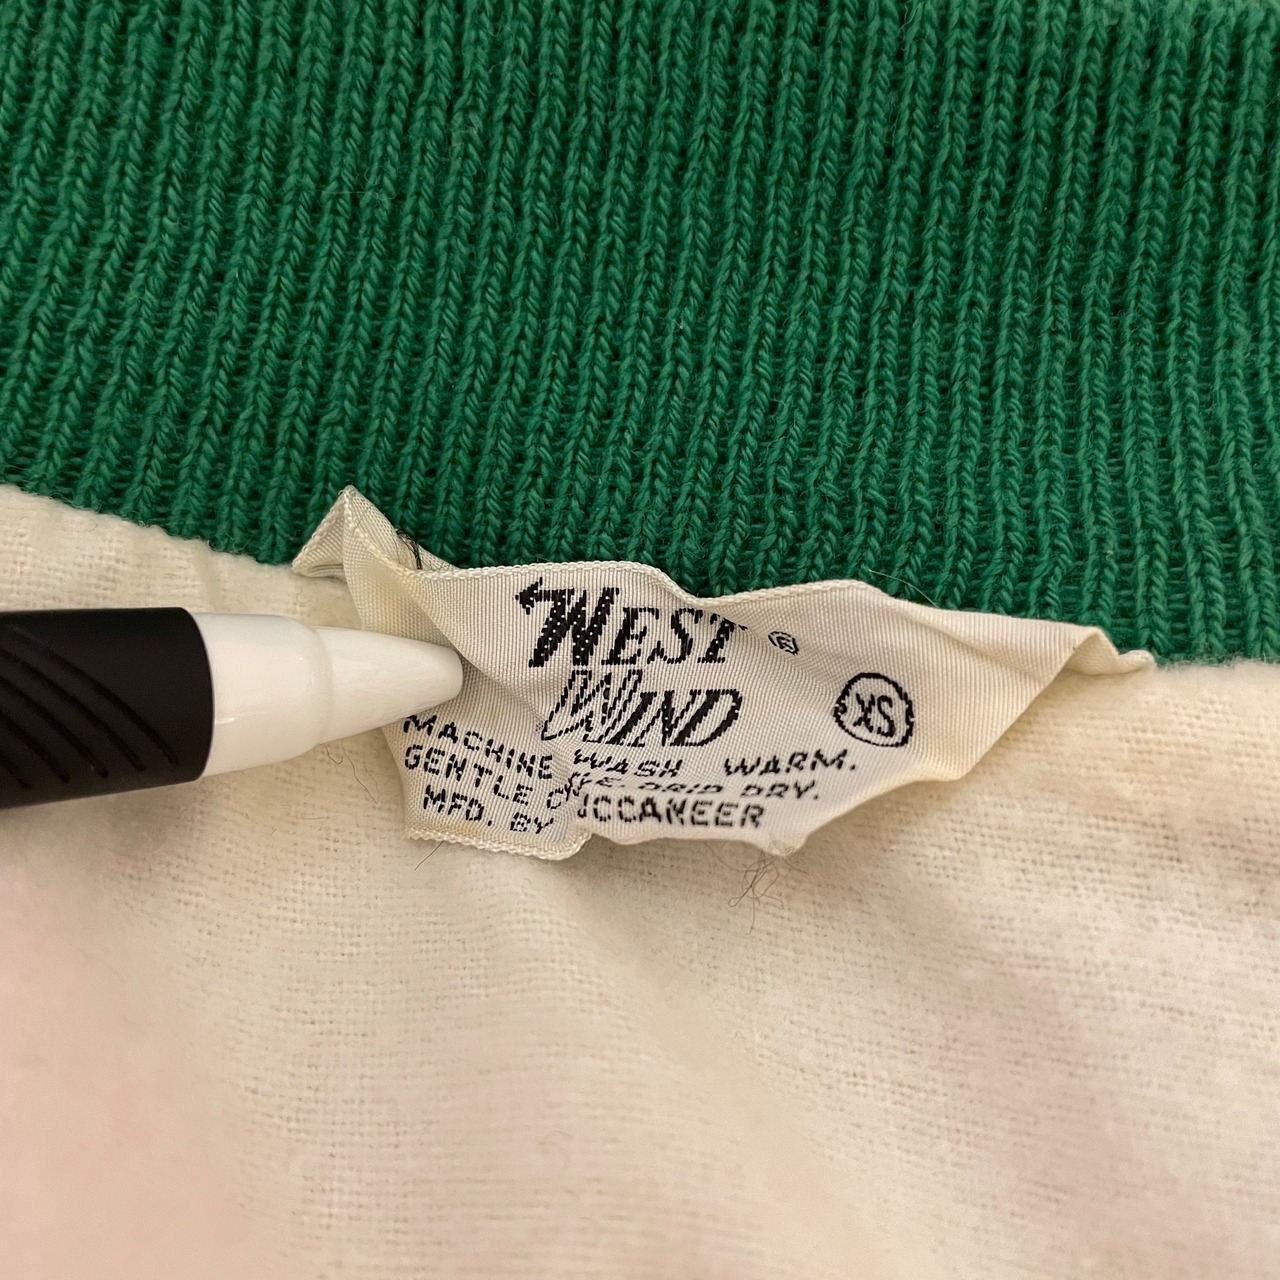 WEST ®
WIND
XS
MACHINE WASH WARM.
GENTLE DRIP DRY.
MFD. BY